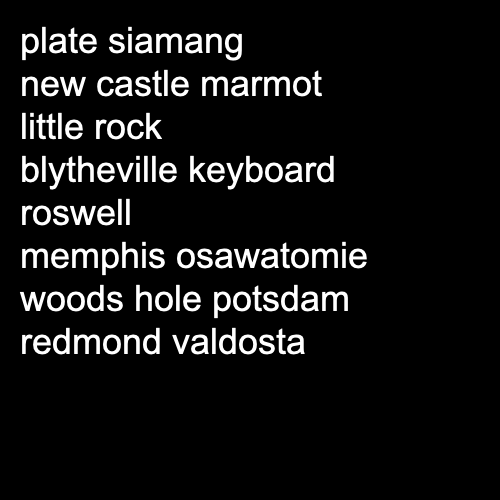 plate siamang
new castle marmot
little rock
blytheville keyboard
roswell
memphis osawatomie
woods hole potsdam
redmond valdosta